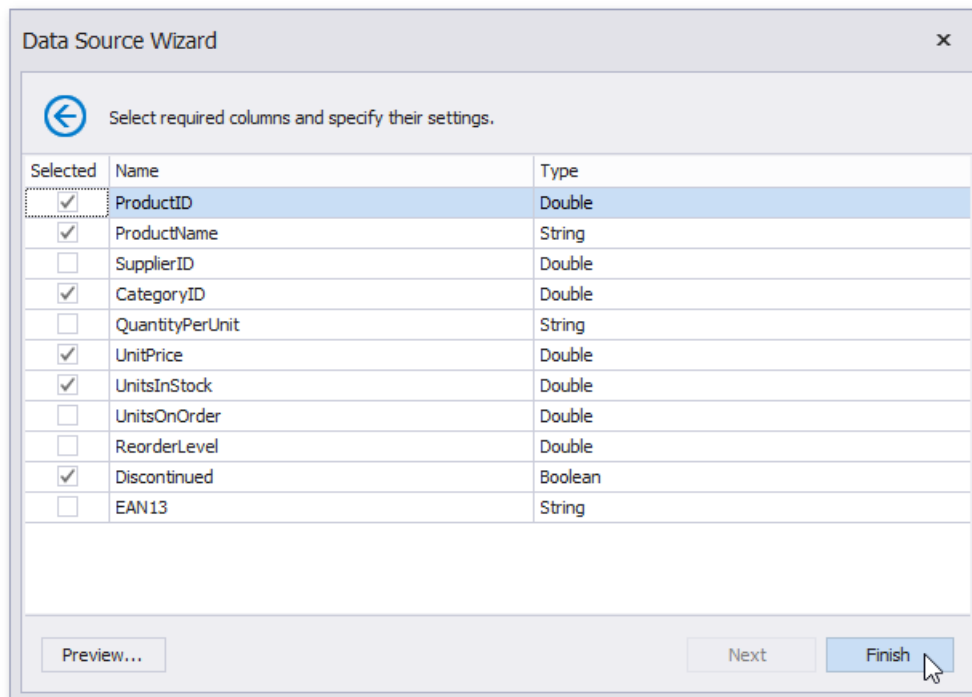 Data Source Wizard
Select required columns and specify their settings.
Selected Name Type
ProductID Double
ProductName String
SupplierID Double
CategoryID Double
QuantityPerUnit String
UnitPrice Double
UnitsInStock Double
UnitsOnOrder Double
ReorderLevel Double
Discontinued Boolean
EAN13 String
Preview... Next Finish